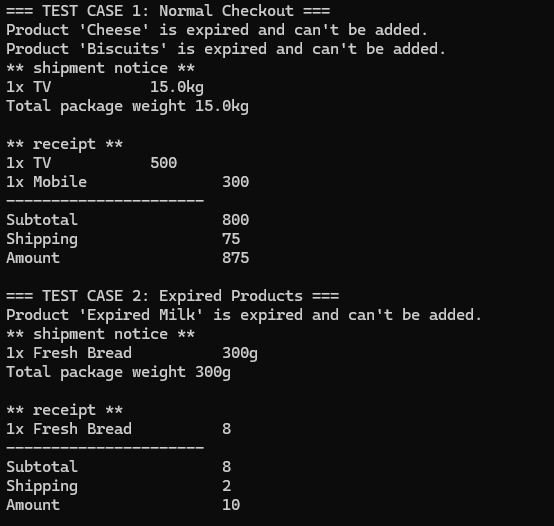 === TEST CASE 1: Normal Checkout ===
Product 'Cheese' is expired and can't be added.
Product 'Biscuits' is expired and can't be added.
** shipment notice **
1x TV           15.0kg
Total package weight 15.0kg

** receipt **
1x TV           500
1x Mobile               300
----------------------
Subtotal                800
Shipping                75
Amount                  875

=== TEST CASE 2: Expired Products ===
Product 'Expired Milk' is expired and can't be added.
** shipment notice **
1x Fresh Bread          300g
Total package weight 300g

** receipt **
1x Fresh Bread          8
----------------------
Subtotal                8
Shipping                2
Amount                  10